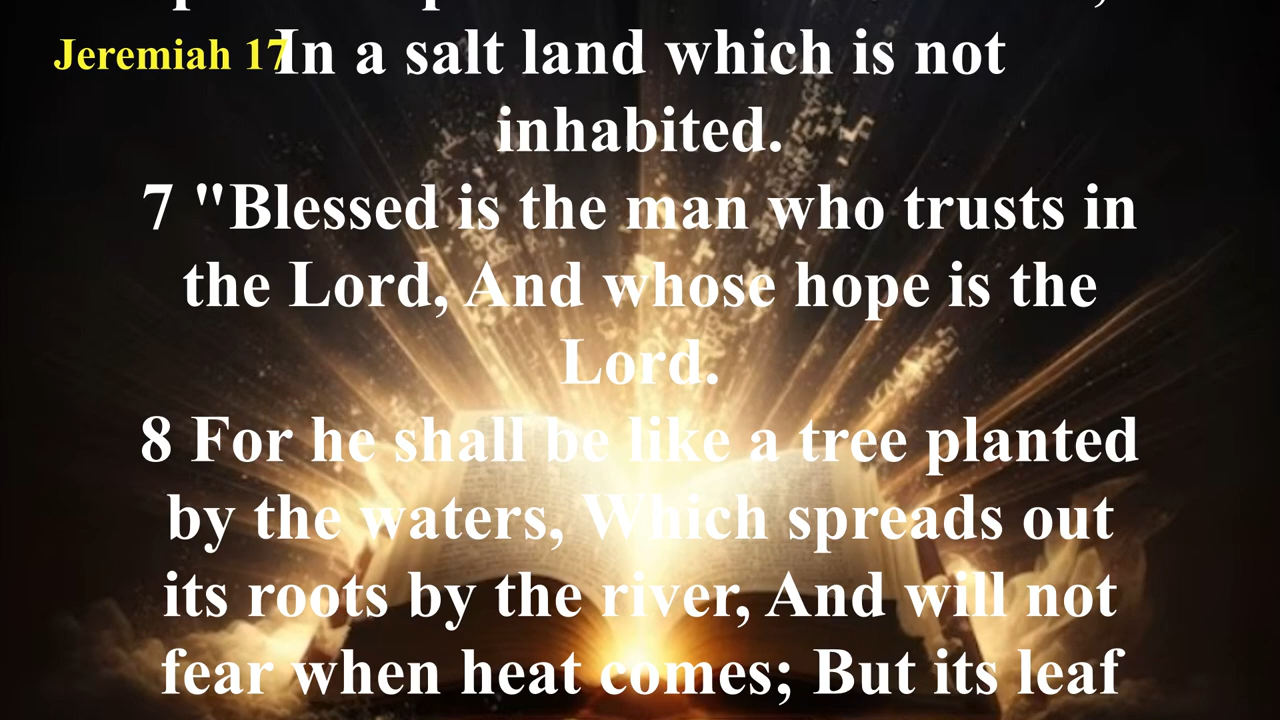 Jeremiah 17
In a salt land which is not
inhabited.
7 "Blessed is the man who trusts in
the Lord, And whose hope is the
Lord.
8 For he shall be like a tree planted
by the waters, Which spreads out
its roots by the river, And will not
fear when heat comes; But its leaf